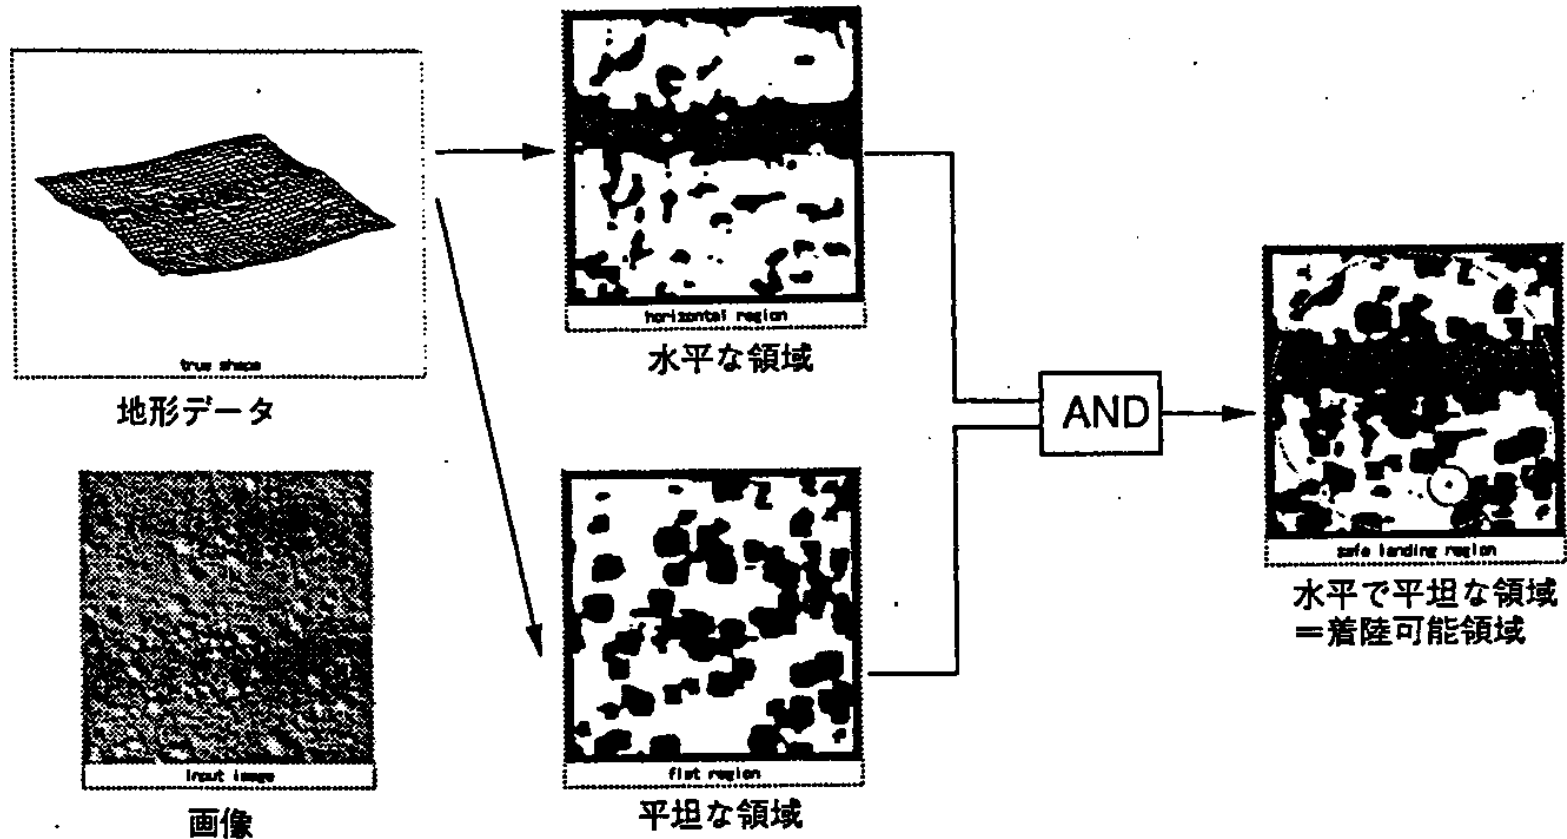 true shape
地形データ
input image
画像
horizontal region
水平な領域
flat region
平坦な領域
AND
safe landing region
水平で平坦な領域
=着陸可能領域